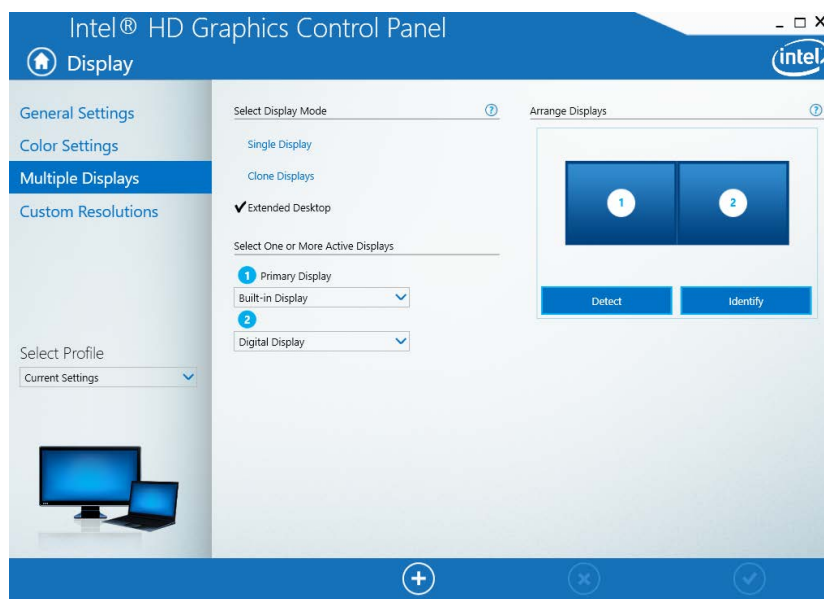 Intel® HD Graphics Control Panel
Display
intel
General Settings
Color Settings
Multiple Displays
Custom Resolutions
Select Profile
Current Settings
Select Display Mode
?
Single Display
Clone Displays
Extended Desktop
Select One or More Active Displays
1 Primary Display
Built-in Display
2
Digital Display
Arrange Displays
?
1
2
Detect
Identify